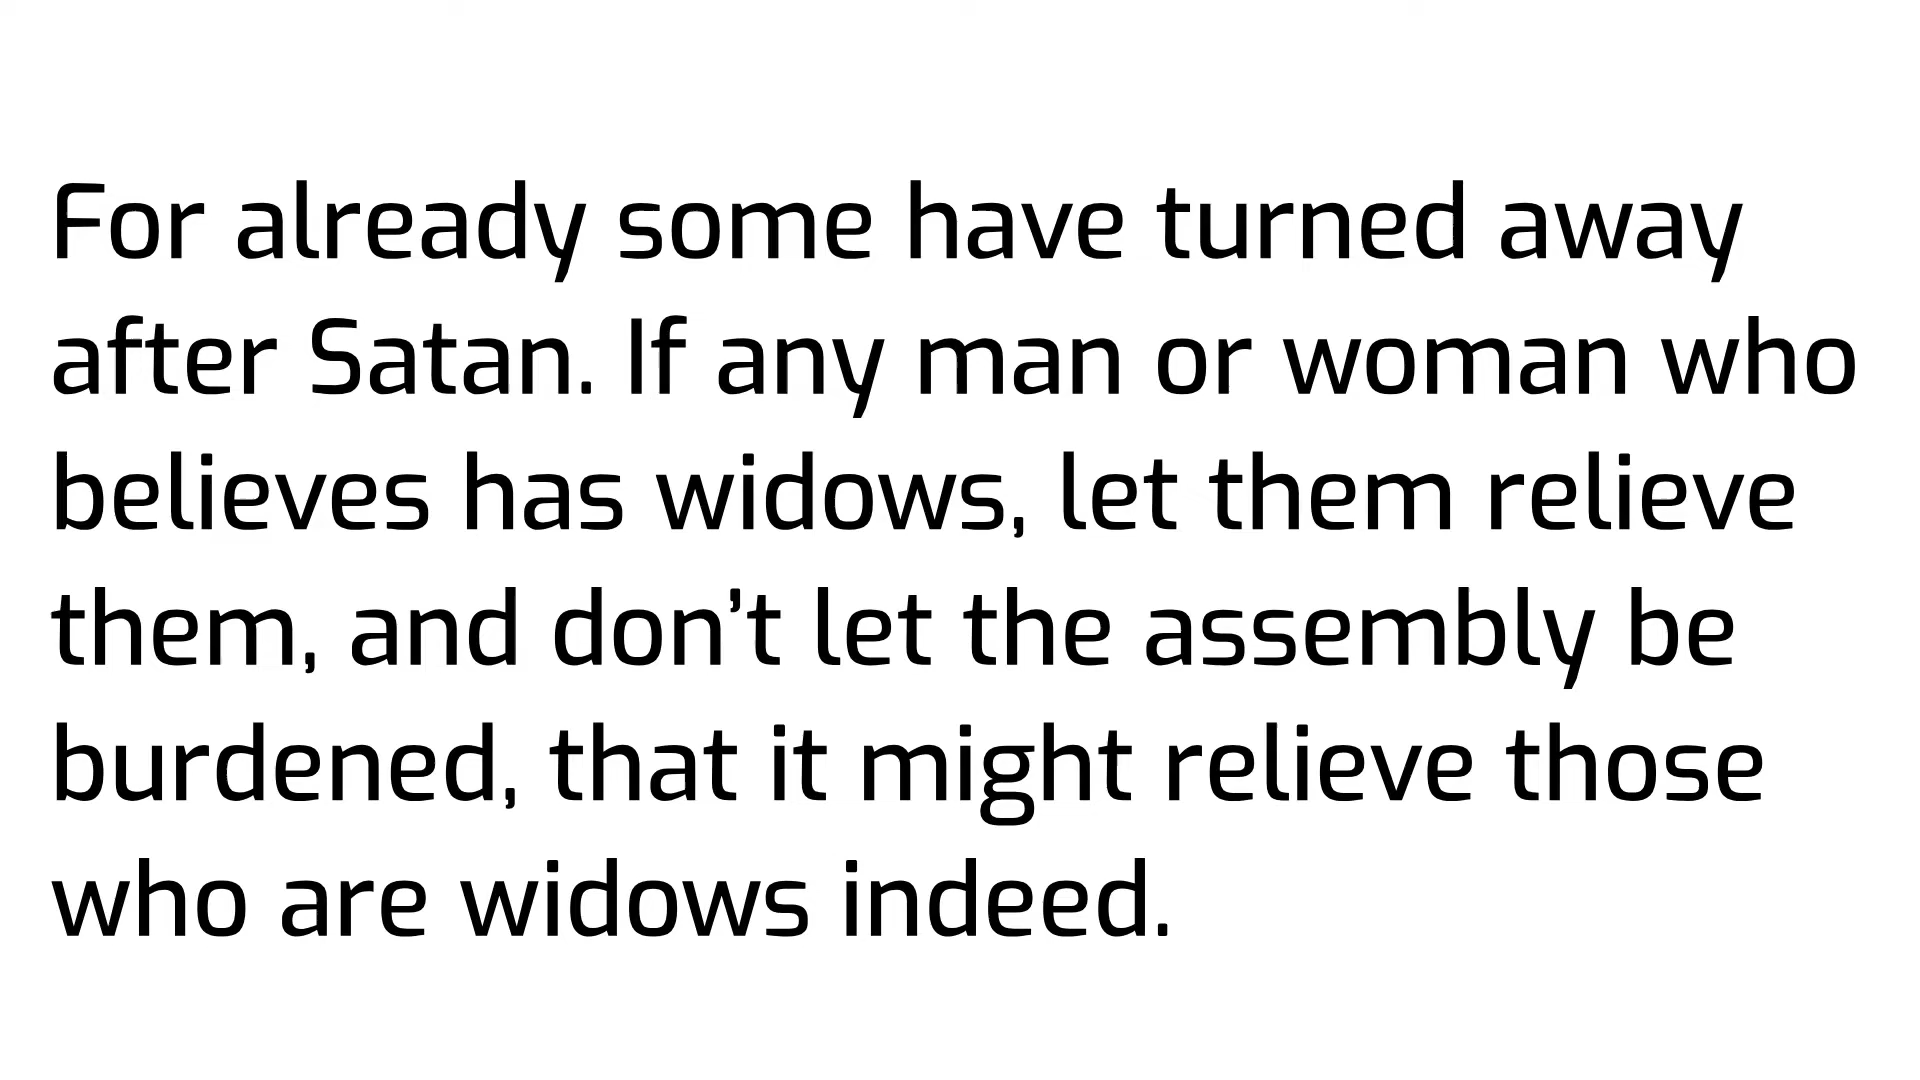 For already some have turned away
after Satan. If any man or woman who
believes has widows, let them relieve
them, and don’t let the assembly be
burdened, that it might relieve those
who are widows indeed.